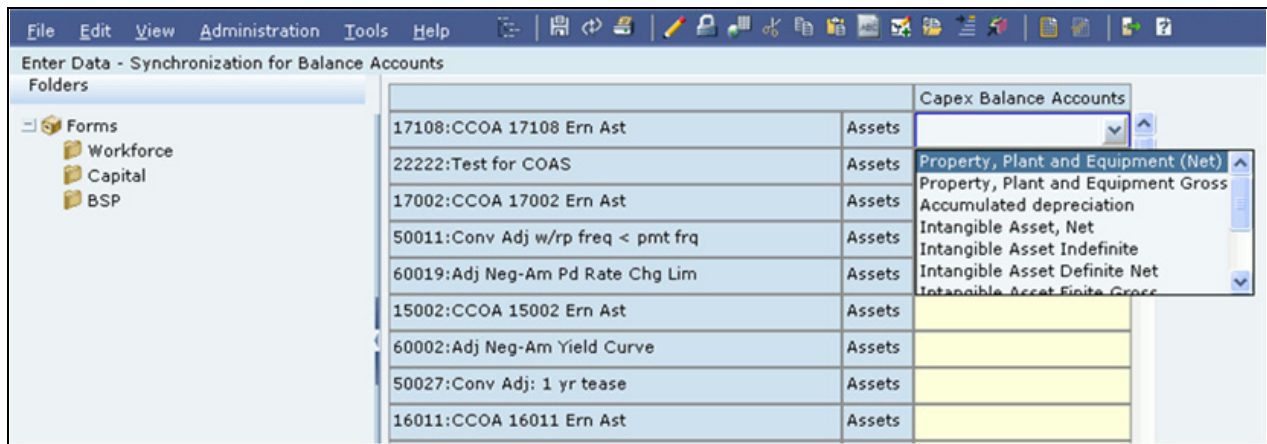 File Edit View Administration Tools Help
Enter Data - Synchronization for Balance Accounts
Folders
Forms
Workforce
Capital
BSP
Capex Balance Accounts
17108:CCOA 17108 Ern Ast Assets
22222:Test for COAS Assets
17002:CCOA 17002 Ern Ast Assets
50011:Conv Adj w/rp freq < pmt frq Assets
60019:Adj Neg-Am Pd Rate Chg Lim Assets
15002:CCOA 15002 Ern Ast Assets
60002:Adj Neg-Am Yield Curve Assets
50027:Conv Adj: 1 yr tease Assets
16011:CCOA 16011 Ern Ast Assets
Property, Plant and Equipment (Net)
Property, Plant and Equipment Gross
Accumulated depreciation
Intangible Asset, Net
Intangible Asset Indefinite
Intangible Asset Definite Net
Intangible Asset Finite Gross